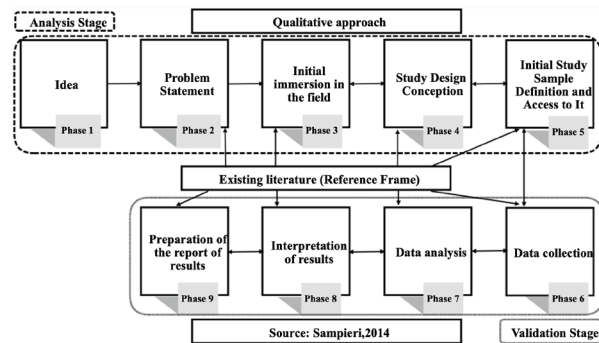 Analysis Stage
Qualitative approach
Idea
Phase 1
Problem
Statement
Phase 2
Initial
immersion in
the field
Phase 3
Study Design
Conception
Phase 4
Initial Study
Sample
Definition and
Access to It
Phase 5
Existing literature (Reference Frame)
Preparation of
the report of
results
Phase 9
Interpretation
of results
Phase 8
Data analysis
Phase 7
Data collection
Phase 6
Source: Sampieri,2014
Validation Stage